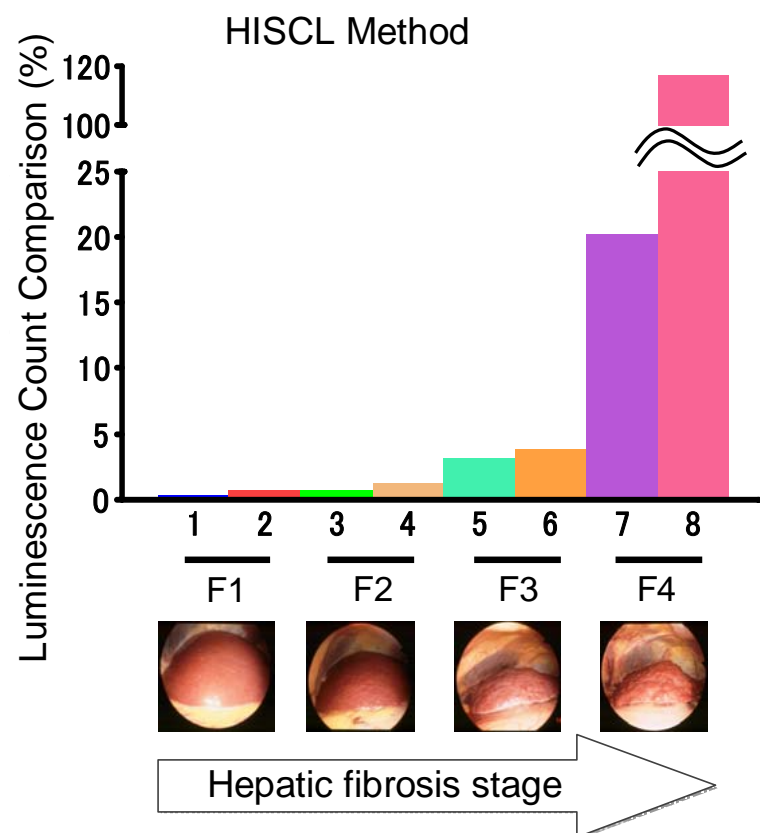 HISCL Method
Luminescence Count Comparison (%)
120
100
25
20
15
10
5
0
1 2 3 4 5 6 7 8
F1 F2 F3 F4
Hepatic fibrosis stage